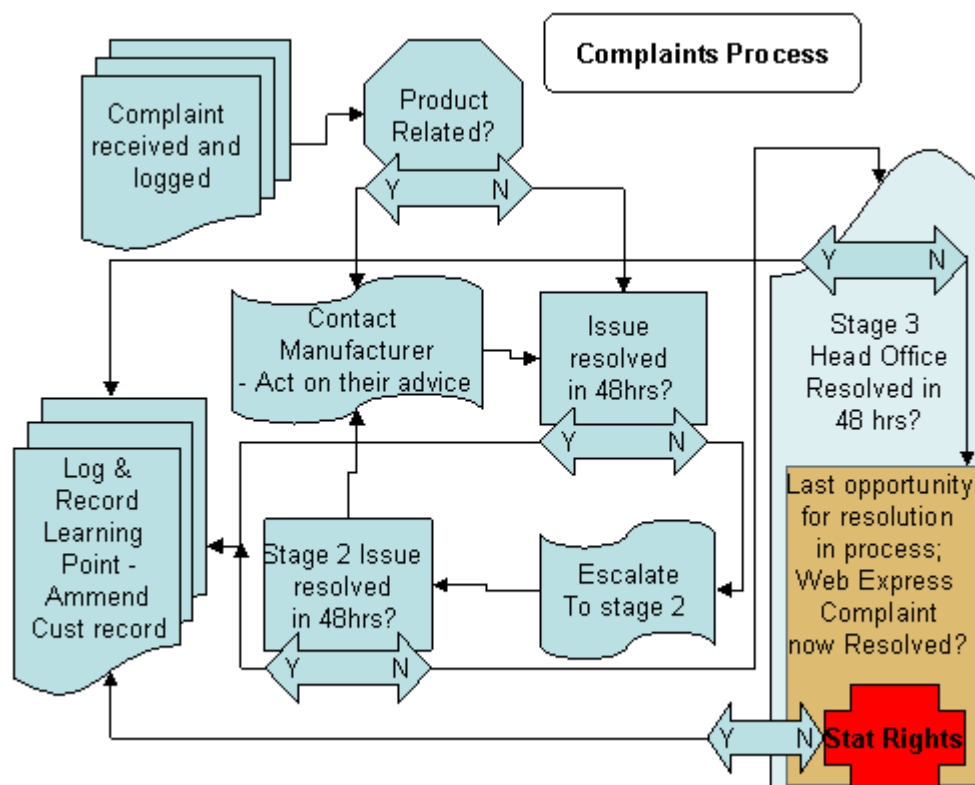 Complaints Process
Complaint
received and
logged
Product
Related?
Y
N
Contact
Manufacturer
- Act on their advice
Issue
resolved
in 48hrs?
Y
N
Y
N
Stage 3
Head Office
Resolved in
48 hrs?
Log &
Record
Learning
Point -
Ammend
Cust record
Stage 2 Issue
resolved
in 48hrs?
Y
N
Escalate
To stage 2
Last opportunity
for resolution
in process;
Web Express
Complaint
now Resolved?
Y
N
Stat Rights